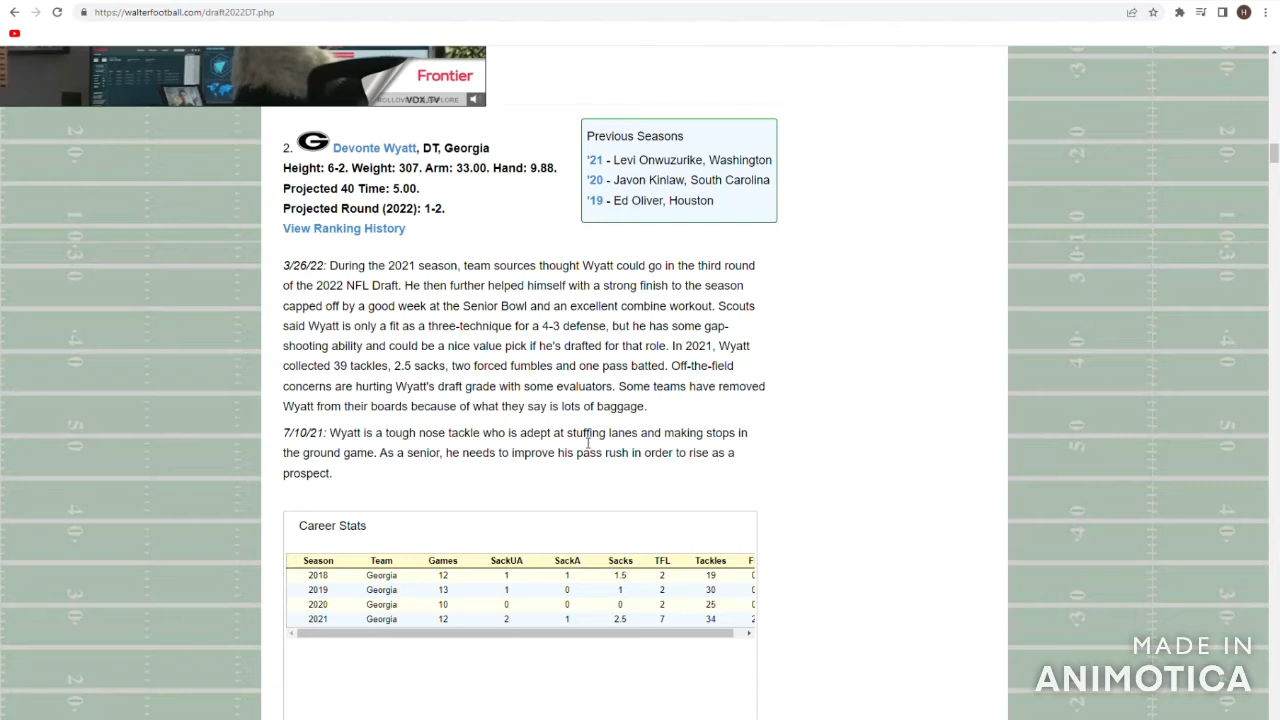 https://walterfootball.com/draft2022DT.php
H
Frontier
VDX.TV
2. Devonte Wyatt, DT, Georgia
Height: 6-2. Weight: 307. Arm: 33.00. Hand: 9.88.
Projected 40 Time: 5.00.
Projected Round (2022): 1-2.
View Ranking History
Previous Seasons
'21 - Levi Onwuzurike, Washington
'20 - Javon Kinlaw, South Carolina
'19 - Ed Oliver, Houston
3/26/22: During the 2021 season, team sources thought Wyatt could go in the third round
of the 2022 NFL Draft. He then further helped himself with a strong finish to the season
capped off by a good week at the Senior Bowl and an excellent combine workout. Scouts
said Wyatt is only a fit as a three-technique for a 4-3 defense, but he has some gap-
shooting ability and could be a nice value pick if he's drafted for that role. In 2021, Wyatt
collected 39 tackles, 2.5 sacks, two forced fumbles and one pass batted. Off-the-field
concerns are hurting Wyatt's draft grade with some evaluators. Some teams have removed
Wyatt from their boards because of what they say is lots of baggage.
7/10/21: Wyatt is a tough nose tackle who is adept at stuffing lanes and making stops in
the ground game. As a senior, he needs to improve his pass rush in order to rise as a
prospect.
Career Stats
Season Team Games SackUA SackA Sacks TFL Tackles F
2018 Georgia 12 1 1 1.5 2 19
2019 Georgia 13 1 0 1 2 30
2020 Georgia 10 0 0 0 2 25
2021 Georgia 12 2 1 2.5 7 34 2
MADE IN
ANIMOTICA